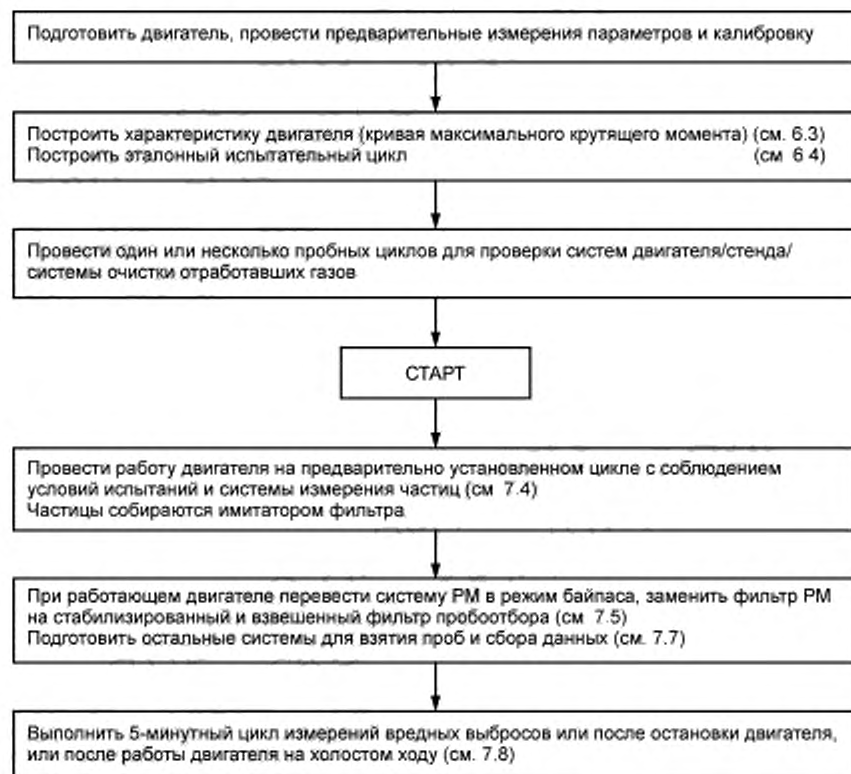 Подготовить двигатель, провести предварительные измерения параметров и калибровку
Построить характеристику двигателя (кривая максимального крутящего момента) (см. 6.3)
Построить эталонный испытательный цикл (см 6 4)
Провести один или несколько пробных циклов для проверки систем двигателя/стенда/
системы очистки отработавших газов
СТАРТ
Провести работу двигателя на предварительно установленном цикле с соблюдением
условий испытаний и системы измерения частиц (см 7.4)
Частицы собираются имитатором фильтра
При работающем двигателе перевести систему РМ в режим байпаса, заменить фильтр РМ
на стабилизированный и взвешенный фильтр пробоотбора (см 7.5)
Подготовить остальные системы для взятия проб и сбора данных (см. 7.7)
Выполнить 5-минутный цикл измерений вредных выбросов или после остановки двигателя,
или после работы двигателя на холостом ходу (см. 7.8)